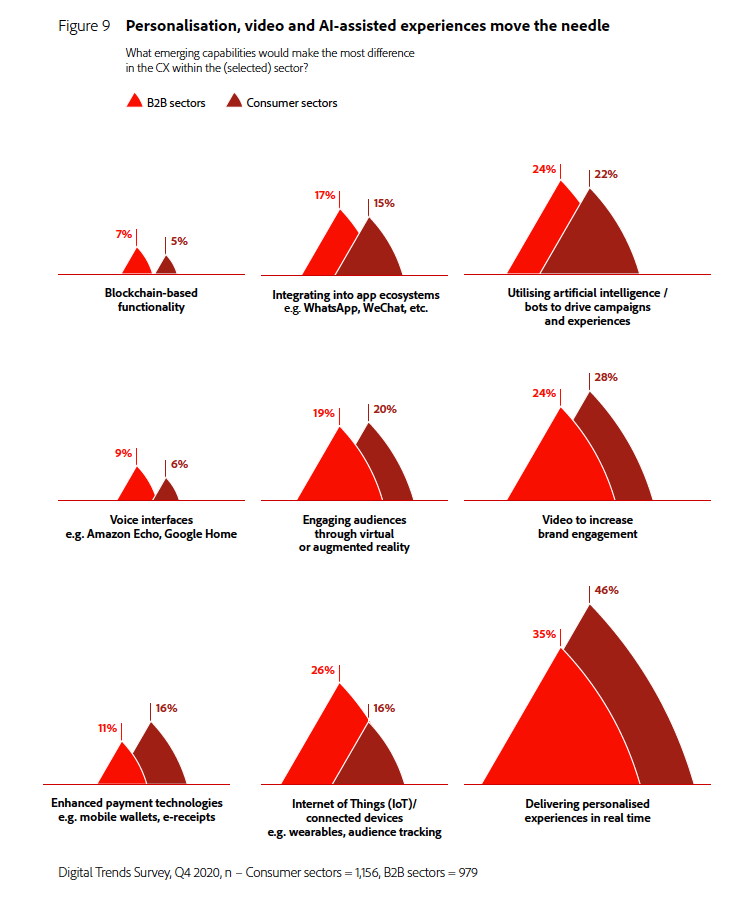 Figure 9 Personalisation, video and AI-assisted experiences move the needle
What emerging capabilities would make the most difference
in the CX within the (selected) sector?
B2B sectors Consumer sectors
7% 5%
Blockchain-based
functionality
17% 15%
Integrating into app ecosystems
e.g. WhatsApp, WeChat, etc.
24% 22%
Utilising artificial intelligence /
bots to drive campaigns
and experiences
9% 6%
Voice interfaces
e.g. Amazon Echo, Google Home
19% 20%
Engaging audiences
through virtual
or augmented reality
24% 28%
Video to increase
brand engagement
11% 16%
Enhanced payment technologies
e.g. mobile wallets, e-receipts
26% 16%
Internet of Things (IoT)/
connected devices
e.g. wearables, audience tracking
35% 46%
Delivering personalised
experiences in real time
Digital Trends Survey, Q4 2020, n – Consumer sectors = 1,156, B2B sectors = 979